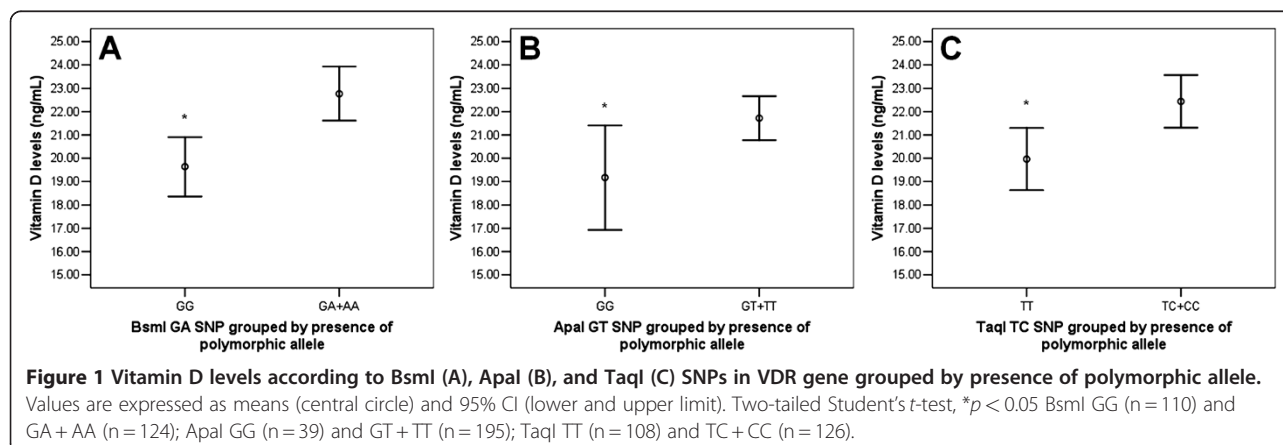 A
25.00
24.00
23.00
22.00
21.00
20.00
19.00
18.00
17.00
16.00
15.00
Vitamin D levels (ng/mL)
*
GG GA+AA
BsmI GA SNP grouped by presence of
polymorphic allele
B
25.00
24.00
23.00
22.00
21.00
20.00
19.00
18.00
17.00
16.00
15.00
Vitamin D levels (ng/mL)
*
GG GT+TT
ApaI GT SNP grouped by presence of
polymorphic allele
C
25.00
24.00
23.00
22.00
21.00
20.00
19.00
18.00
17.00
16.00
15.00
Vitamin D levels (ng/mL)
*
TT TC+CC
TaqI TC SNP grouped by presence of
polymorphic allele
Figure 1 Vitamin D levels according to BsmI (A), ApaI (B), and TaqI (C) SNPs in VDR gene grouped by presence of polymorphic allele.
Values are expressed as means (central circle) and 95% CI (lower and upper limit). Two-tailed Student's t-test, *p < 0.05 BsmI GG (n = 110) and
GA + AA (n = 124); ApaI GG (n = 39) and GT + TT (n = 195); TaqI TT (n = 108) and TC + CC (n = 126).